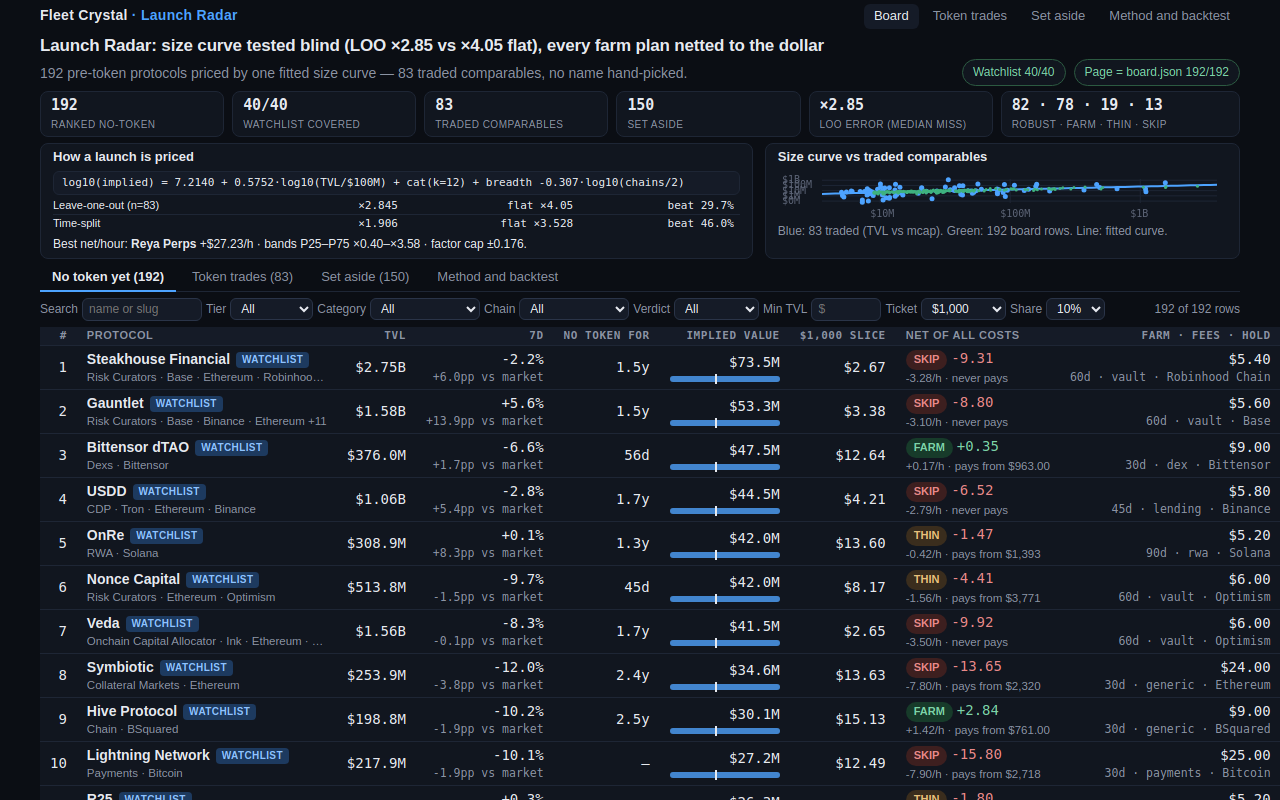 Fleet Crystal · Launch Radar
Board Token trades Set aside Method and backtest
Launch Radar: size curve tested blind (LOO ×2.85 vs ×4.05 flat), every farm plan netted to the dollar
192 pre-token protocols priced by one fitted size curve — 83 traded comparables, no name hand-picked.
Watchlist 40/40 Page = board.json 192/192
192 40/40 83 150 ×2.85 82 · 78 · 19 · 13
RANKED NO-TOKEN WATCHLIST COVERED TRADED COMPARABLES SET ASIDE LOO ERROR (MEDIAN MISS) ROBUST · FARM · THIN · SKIP
How a launch is priced
log10(implied) = 7.2140 + 0.5752·log10(TVL/$100M) + cat(k=12) + breadth -0.307·log10(chains/2)
Leave-one-out (n=83) ×2.845 flat ×4.05 beat 29.7%
Time-split ×1.906 flat ×3.528 beat 46.0%
Best net/hour: Reya Perps +$27.23/h · bands P25–P75 ×0.40–×3.58 · factor cap ±0.176.
Size curve vs traded comparables
$1B
$0M
$10M $100M $1B
Blue: 83 traded (TVL vs mcap). Green: 192 board rows. Line: fitted curve.
No token yet (192) Token trades (83) Set aside (150) Method and backtest
Search name or slug Tier All Category All Chain All Verdict All Min TVL $ Ticket $1,000 Share 10% 192 of 192 rows
# PROTOCOL TVL 7D NO TOKEN FOR IMPLIED VALUE $1,000 SLICE NET OF ALL COSTS FARM · FEES · HOLD
1 Steakhouse Financial WATCHLIST $2.75B -2.2% 1.5y $73.5M $2.67 SKIP -9.31 $5.40
Risk Curators · Base · Ethereum · Robinhoo… +6.0pp vs market -3.28/h · never pays 60d · vault · Robinhood Chain
2 Gauntlet WATCHLIST $1.58B +5.6% 1.5y $53.3M $3.38 SKIP -8.80 $5.60
Risk Curators · Base · Binance · Ethereum +11 +13.9pp vs market -3.10/h · never pays 60d · vault · Base
3 Bittensor dTAO WATCHLIST $376.0M -6.6% 56d $47.5M $12.64 FARM +0.35 $9.00
Dexs · Bittensor +1.7pp vs market +0.17/h · pays from $963.00 30d · dex · Bittensor
4 USDD WATCHLIST $1.06B -2.8% 1.7y $44.5M $4.21 SKIP -6.52 $5.80
CDP · Tron · Ethereum · Binance +5.4pp vs market -2.79/h · never pays 45d · lending · Binance
5 OnRe WATCHLIST $308.9M +0.1% 1.3y $42.0M $13.60 THIN -1.47 $5.20
RWA · Solana +8.3pp vs market -0.42/h · pays from $1,393 90d · rwa · Solana
6 Nonce Capital WATCHLIST $513.8M -9.7% 45d $42.0M $8.17 THIN -4.41 $6.00
Risk Curators · Ethereum · Optimism -1.5pp vs market -1.56/h · pays from $3,771 60d · vault · Optimism
7 Veda WATCHLIST $1.56B -8.3% 1.7y $41.5M $2.65 SKIP -9.92 $6.00
Onchain Capital Allocator · Ink · Ethereum · … -0.1pp vs market -3.50/h · never pays 60d · vault · Optimism
8 Symbiotic WATCHLIST $253.9M -12.0% 2.4y $34.6M $13.63 SKIP -13.65 $24.00
Collateral Markets · Ethereum -3.8pp vs market -7.80/h · pays from $2,320 30d · generic · Ethereum
9 Hive Protocol WATCHLIST $198.8M -10.2% 2.5y $30.1M $15.13 FARM +2.84 $9.00
Chain · BSquared -1.9pp vs market +1.42/h · pays from $761.00 30d · generic · BSquared
10 Lightning Network WATCHLIST $217.9M -10.1% — $27.2M $12.49 SKIP -15.80 $25.00
Payments · Bitcoin -1.9pp vs market -7.90/h · pays from $2,718 30d · payments · Bitcoin
WATCHLIST +0.3% THIN -1.80 $5.20